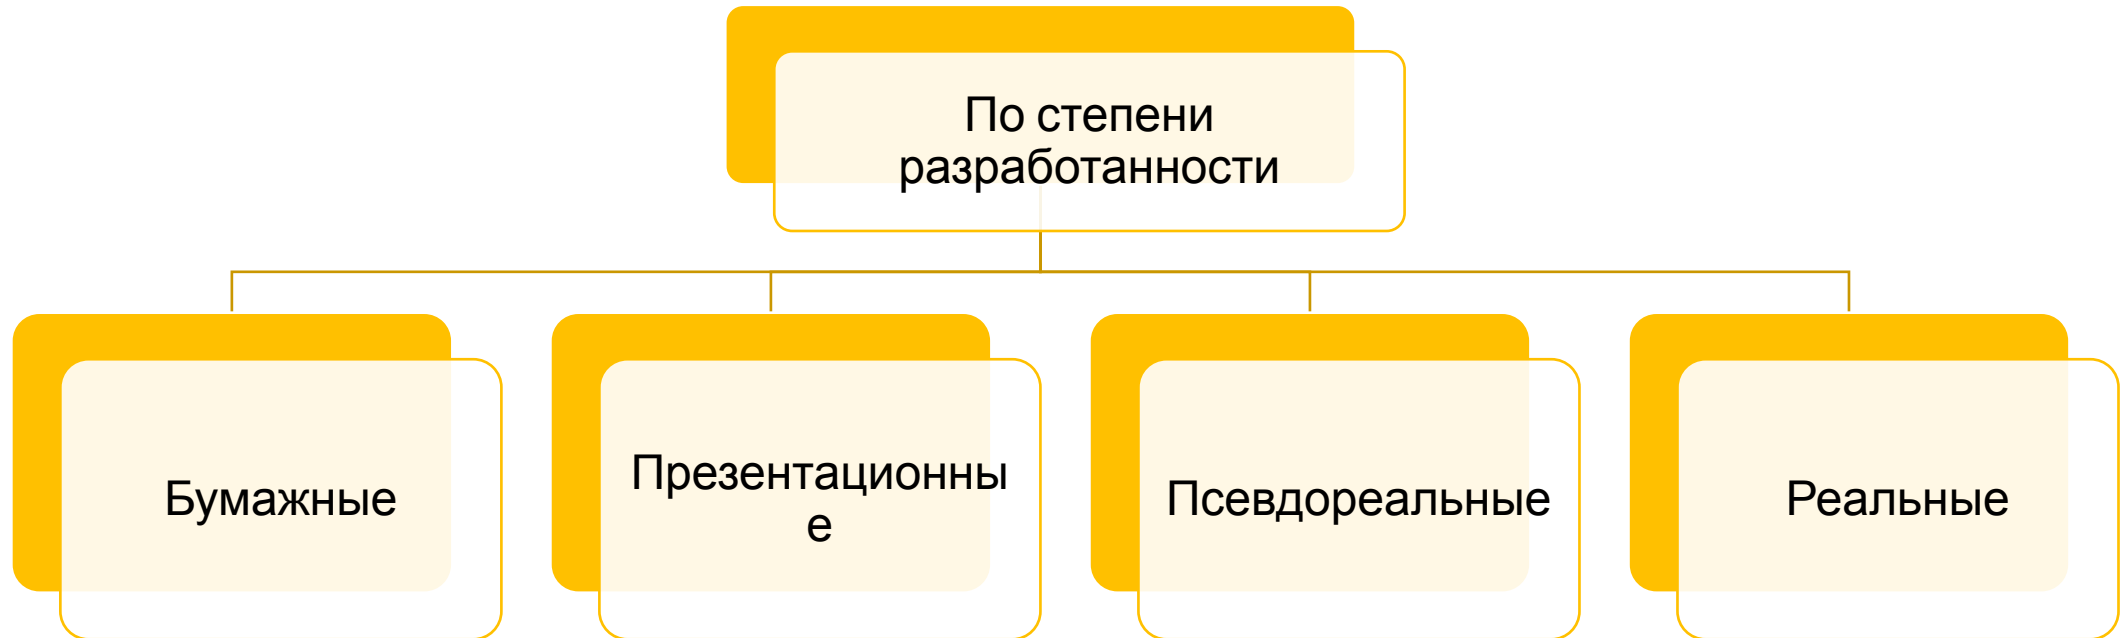 По степени
разработанности
Бумажные
Презентационны
е
Псевдореальные
Реальные